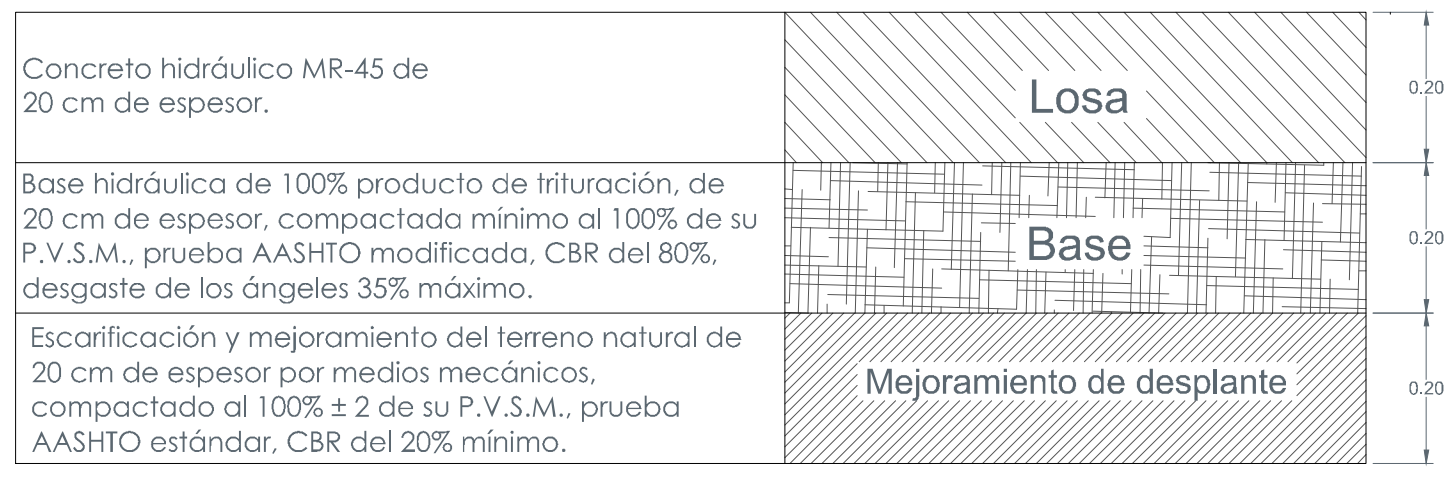 Concreto hidráulico MR-45 de
20 cm de espesor.
Losa
0.20
Base hidráulica de 100% producto de trituración, de
20 cm de espesor, compactada mínimo al 100% de su
P.V.S.M., prueba AASHTO modificada, CBR del 80%,
desgaste de los ángeles 35% máximo.
Base
0.20
Escarificación y mejoramiento del terreno natural de
20 cm de espesor por medios mecánicos,
compactado al 100% ± 2 de su P.V.S.M., prueba
AASHTO estándar, CBR del 20% mínimo.
Mejoramiento de desplante
0.20